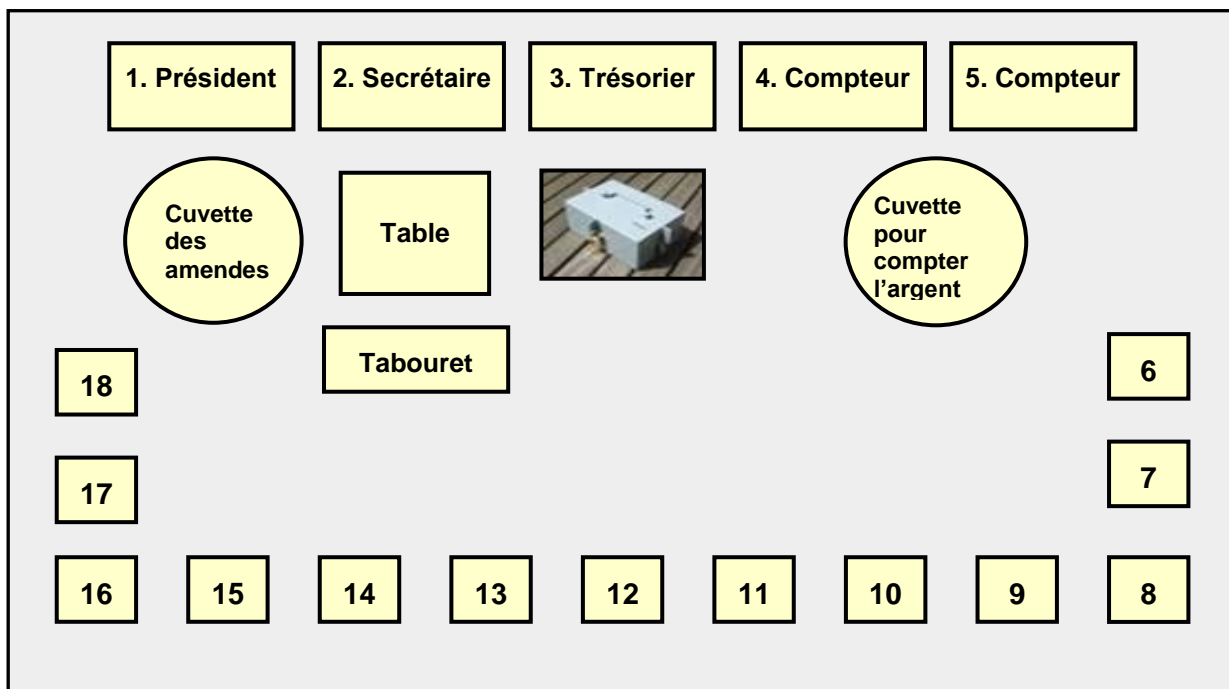 1. Président
2. Secrétaire
3. Trésorier
4. Compteur
5. Compteur
Cuvette
des
amendes
Table
Cuvette
pour
compter
l'argent
Tabouret
18
6
17
7
16
15
14
13
12
11
10
9
8